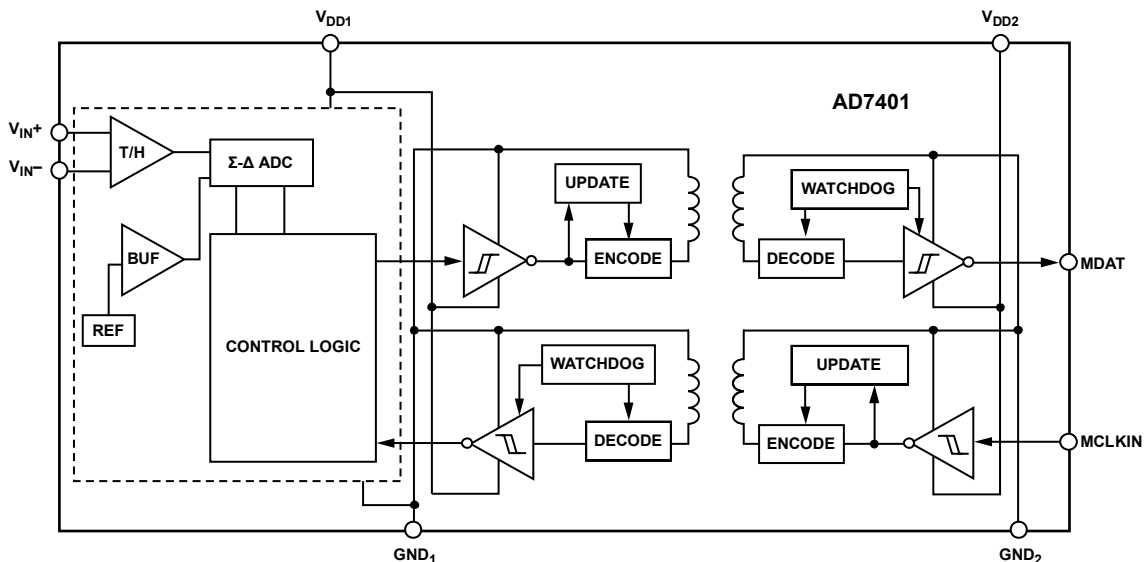 VDD1
VDD2
AD7401
VIN+
VIN–
T/H
Σ-Δ ADC
UPDATE
WATCHDOG
BUF
ENCODE
DECODE
MDAT
REF
CONTROL LOGIC
WATCHDOG
UPDATE
DECODE
ENCODE
MCLKIN
GND1
GND2